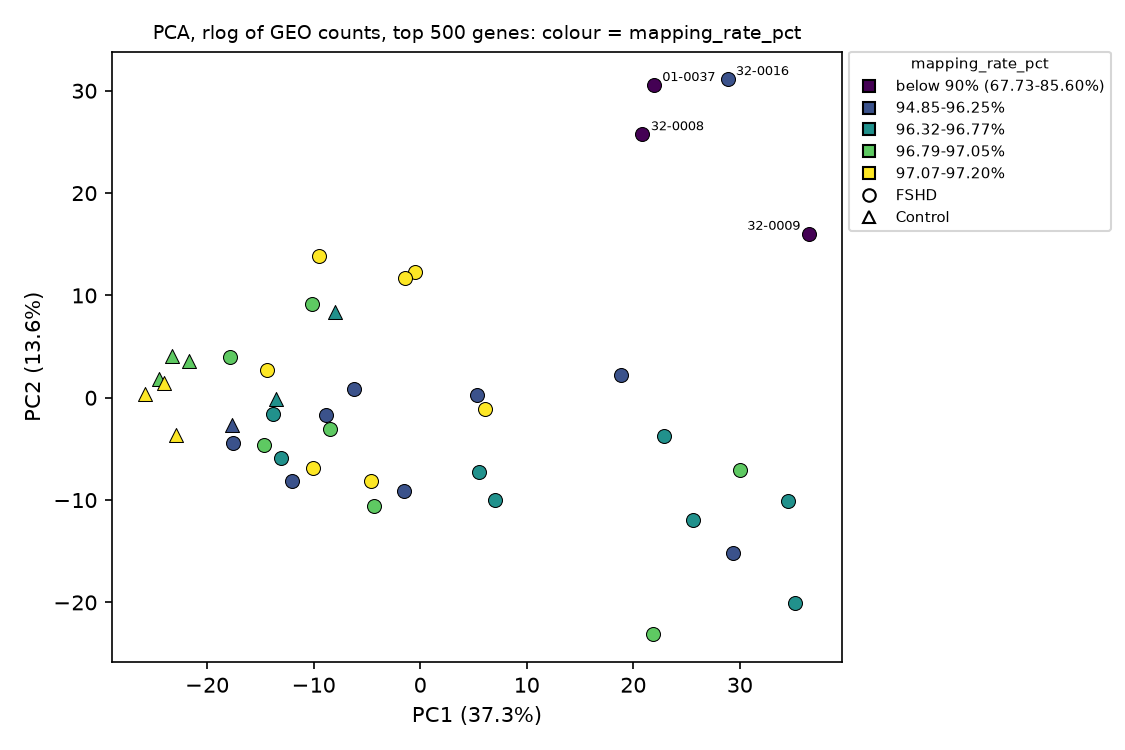 PCA, rlog of GEO counts, top 500 genes: colour = mapping_rate_pct
mapping_rate_pct
below 90% (67.73-85.60%)
94.85-96.25%
96.32-96.77%
96.79-97.05%
97.07-97.20%
FSHD
Control
01-0037
32-0016
32-0008
32-0009
PC2 (13.6%)
30
20
10
0
−10
−20
−20
−10
0
10
20
30
PC1 (37.3%)